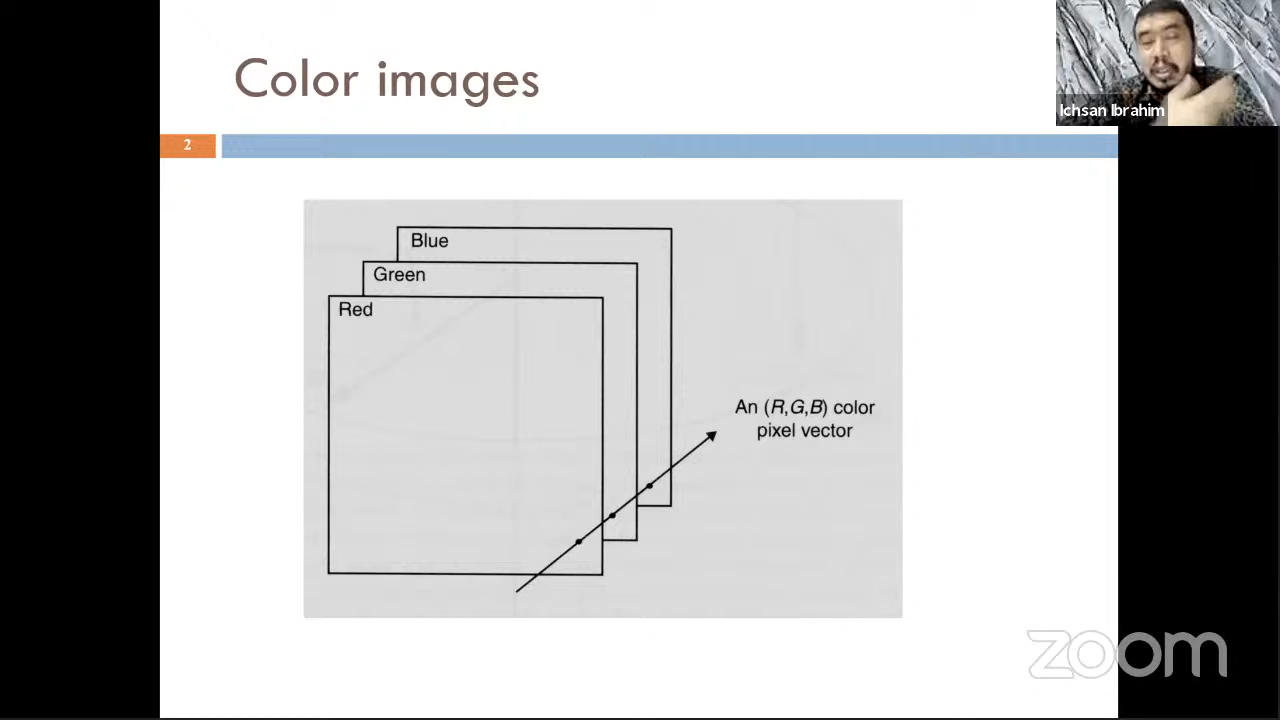 Color images
Ichsan Ibrahim
2
Blue
Green
Red
An (R,G,B) color
pixel vector
zoom